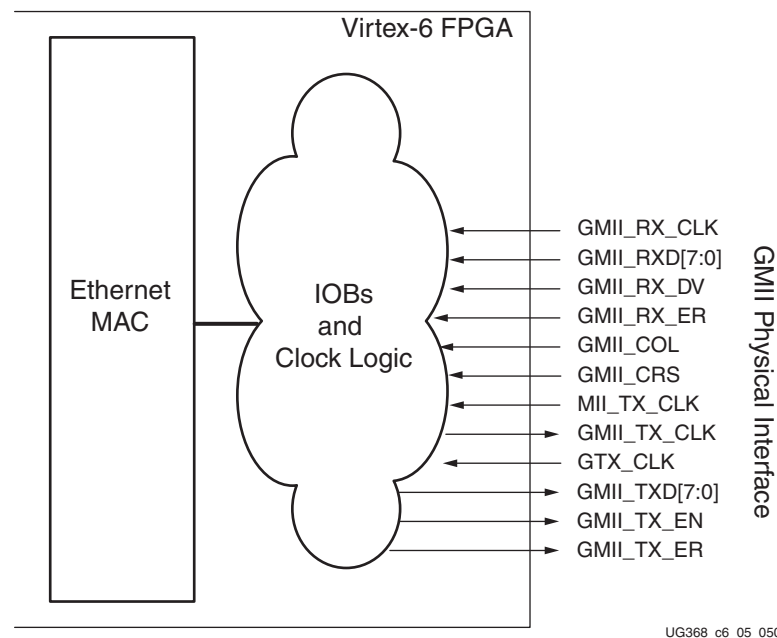 Virtex-6 FPGA
Ethernet
MAC
IOBs
and
Clock Logic
GMII_RX_CLK
GMII_RXD[7:0]
GMII_RX_DV
GMII_RX_ER
GMII_COL
GMII_CRS
MII_TX_CLK
GMII_TX_CLK
GTX_CLK
GMII_TXD[7:0]
GMII_TX_EN
GMII_TX_ER
GMII Physical Interface
UG368_c6_05_050